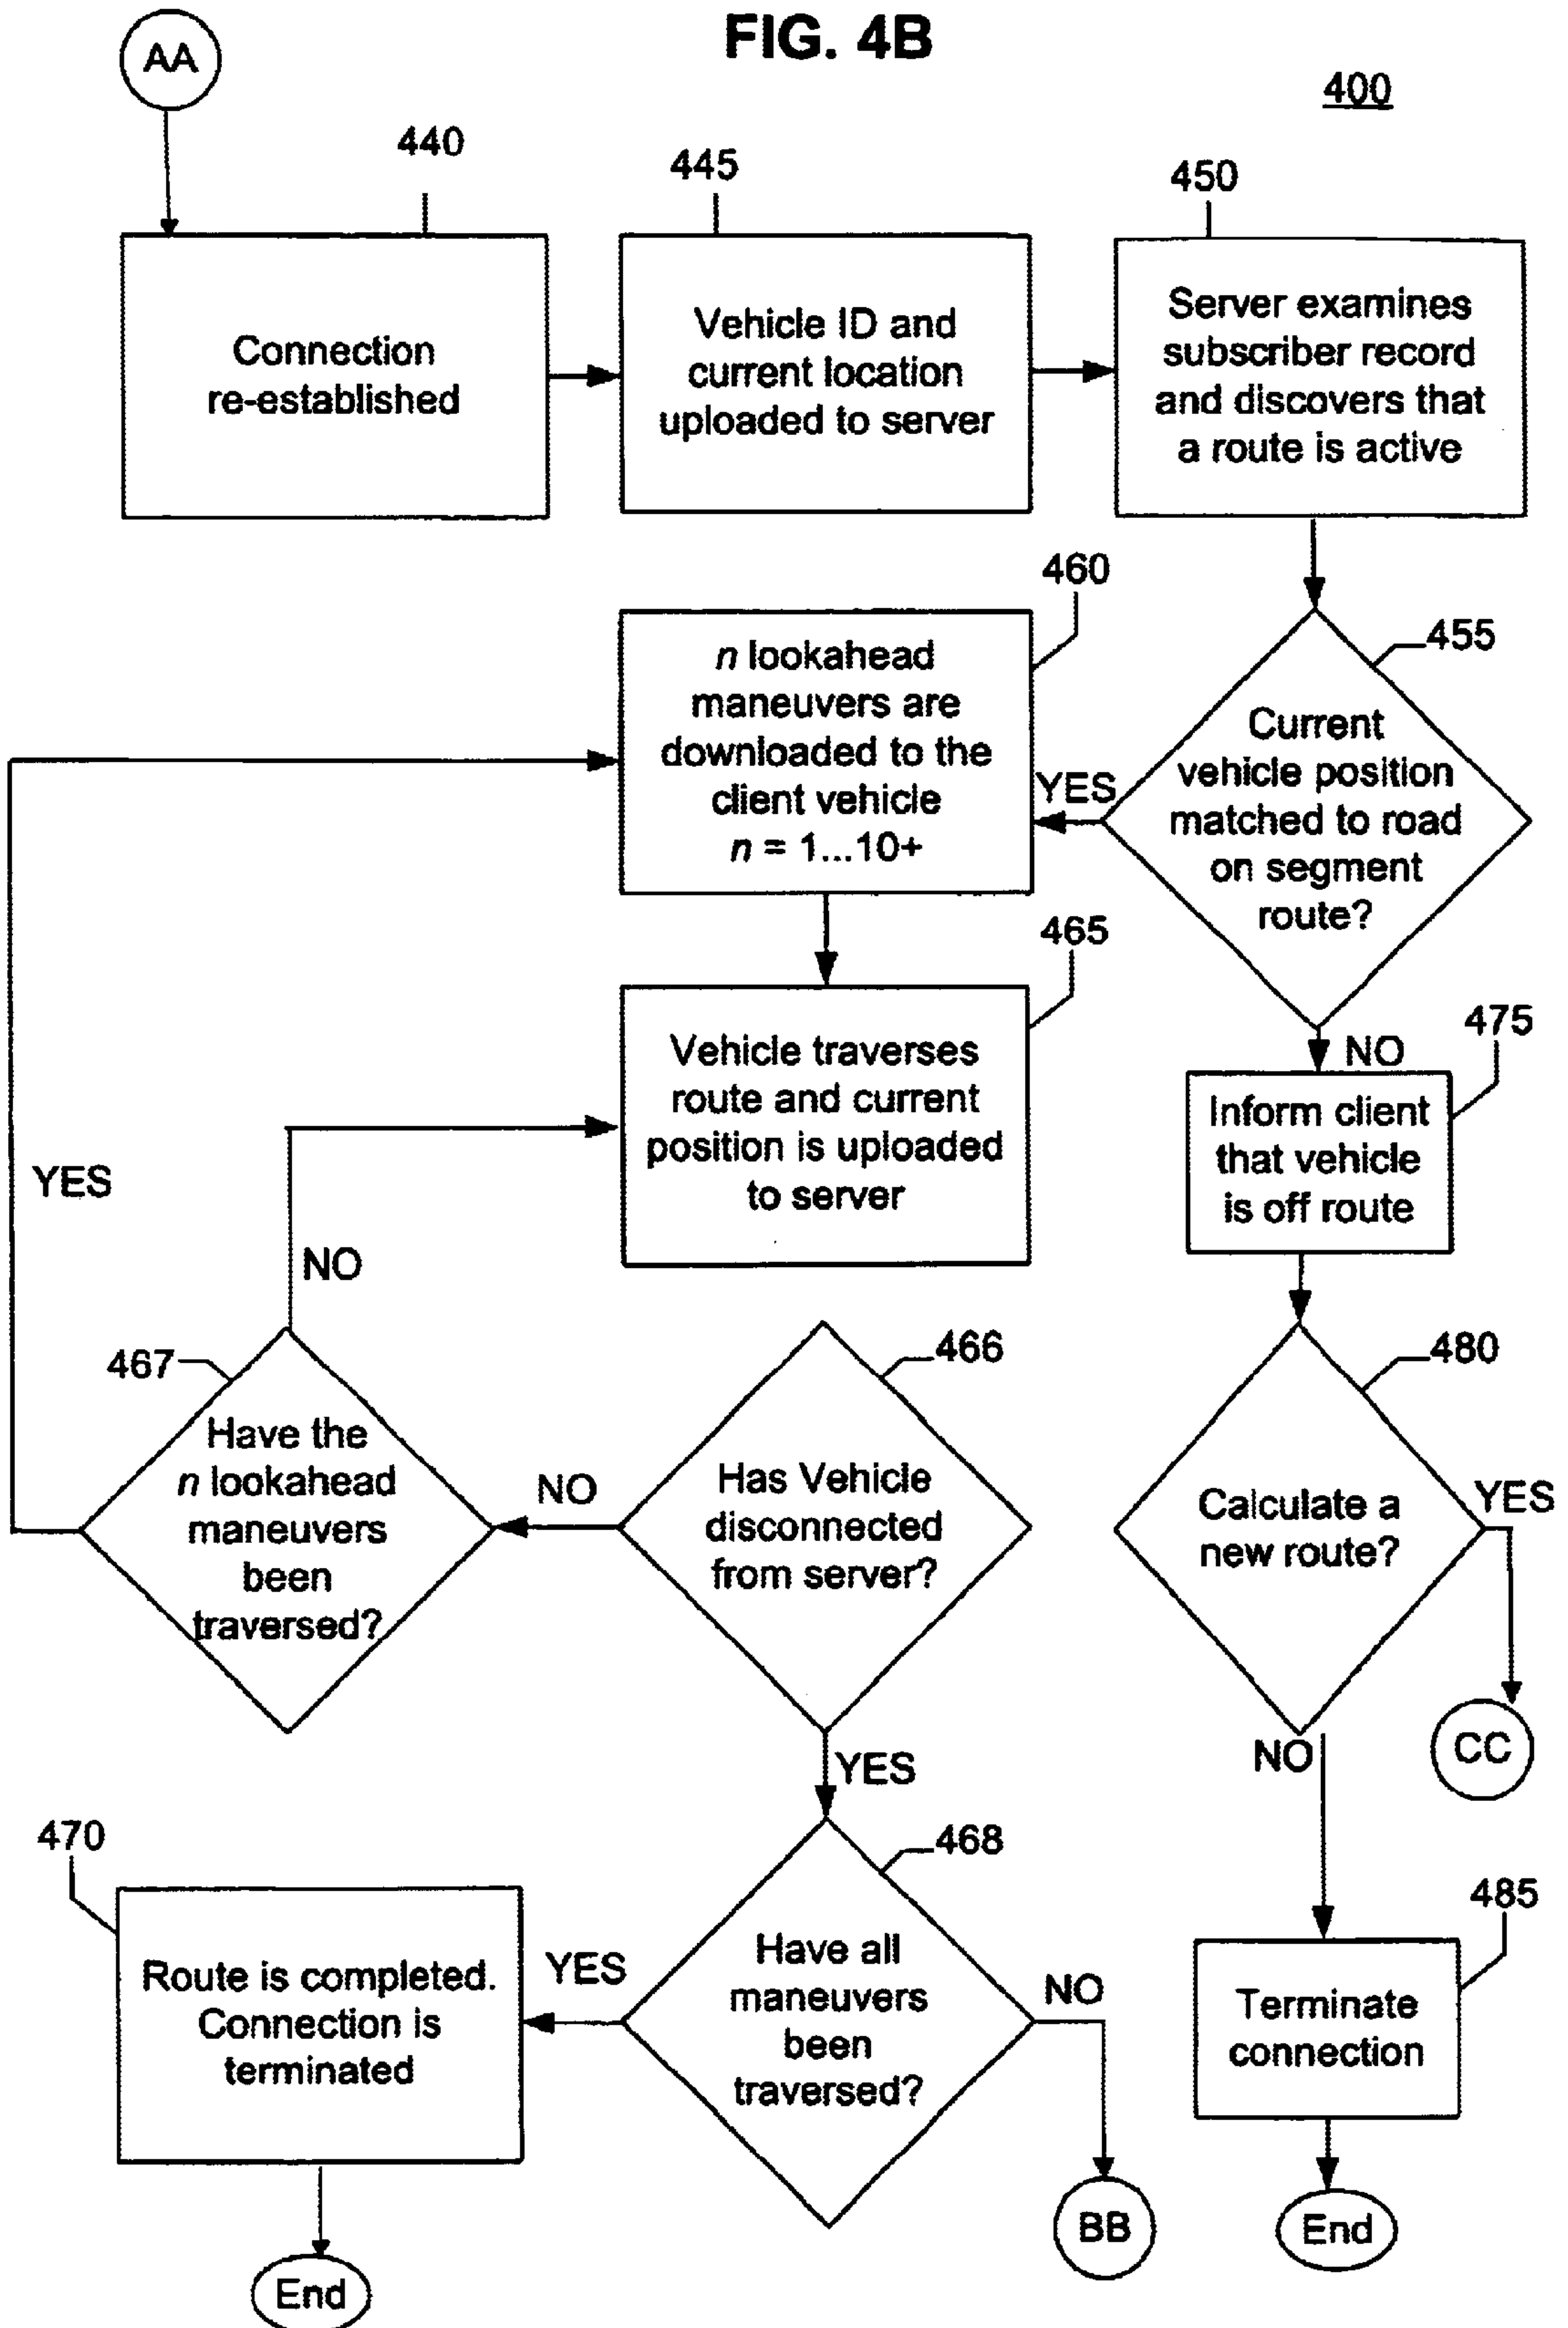 FIG. 4B
AA
400
440
445
450
Connection
re-established
Vehicle ID and
current location
uploaded to server
Server examines
subscriber record
and discovers that
a route is active
460
455
n lookahead
maneuvers are
downloaded to the
client vehicle
n = 1...10+
YES
Current
vehicle position
matched to road
on segment
route?
465
475
NO
Vehicle traverses
route and current
position is uploaded
to server
Inform client
that vehicle
is off route
YES
NO
467
466
480
Have the
n lookahead
maneuvers
been
traversed?
NO
Has Vehicle
disconnected
from server?
Calculate a
new route?
YES
YES
NO
CC
470
468
485
Route is completed.
Connection is
terminated
YES
Have all
maneuvers
been
traversed?
NO
Terminate
connection
BB
End
End